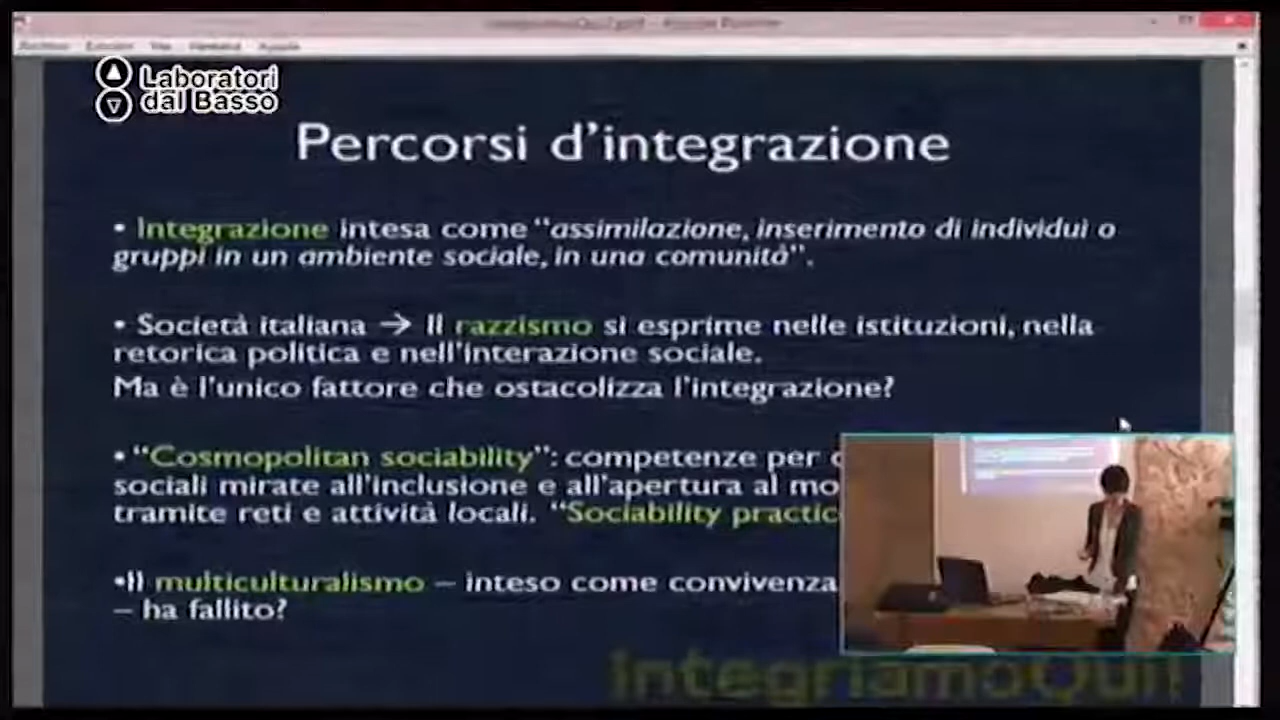 Laboratori
dal Basso
Percorsi d'integrazione
• Integrazione intesa come “assimilazione, inserimento di individui o
gruppi in un ambiente sociale, in una comunità”.
• Società italiana → Il razzismo si esprime nelle istituzioni, nella
retorica politica e nell'interazione sociale.
Ma è l'unico fattore che ostacolizza l'integrazione?
• “Cosmopolitan sociability”: competenze per
sociali mirate all'inclusione e all'apertura al
tramite reti e attività locali. “Sociability
•Il multiculturalismo – inteso come convivenza
– ha fallito?
IntegriamoQui!